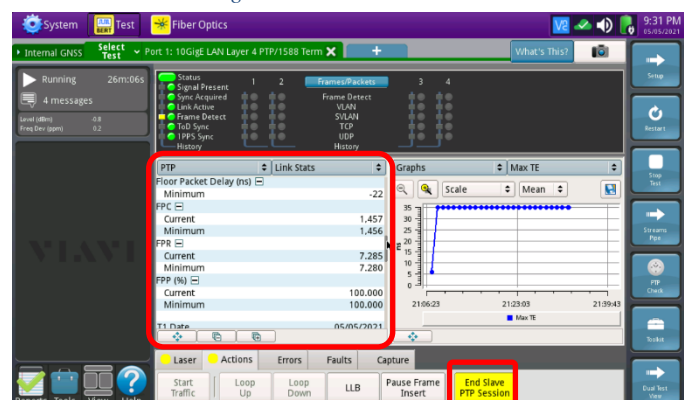 System
Test
Fiber Optics
9:31 PM
05/05/2021
Internal GNSS
Select Test
Port 1: 10GigE LAN Layer 4 PTP/1588 Term
What's This?
Running 26m:06s
4 messages
Level (dBm) 0.8
Freq Dev (ppm) 0.2
Status
Signal Present
Sync Acquired
Link Active
Frame Detect
ToD Sync
1PPS Sync
History
1 2 Frames/Packets 3 4
Frame Detect
VLAN
SVLAN
TCP
UDP
History
Setup
Restart
Stop Test
Streams Pipe
PTP Check
Toolkit
Dual Test View
PTP Link Stats
Floor Packet Delay (ns)
Minimum -22
FPC
Current 1,457
Minimum 1,456
FPR
Current 7.285
Minimum 7.280
FPP (%)
Current 100.000
Minimum 100.000
T1 Date 05/05/2021
Graphs Max TE
Scale Mean
35
30
25
20
15
10
5
0
ns
21:06:23 21:23:03 21:39:43
Max TE
VIAVI
Laser Actions Errors Faults Capture
Start Traffic
Loop Up
Loop Down
LLB
Pause Frame Insert
End Slave PTP Session
Reports Tools View Help